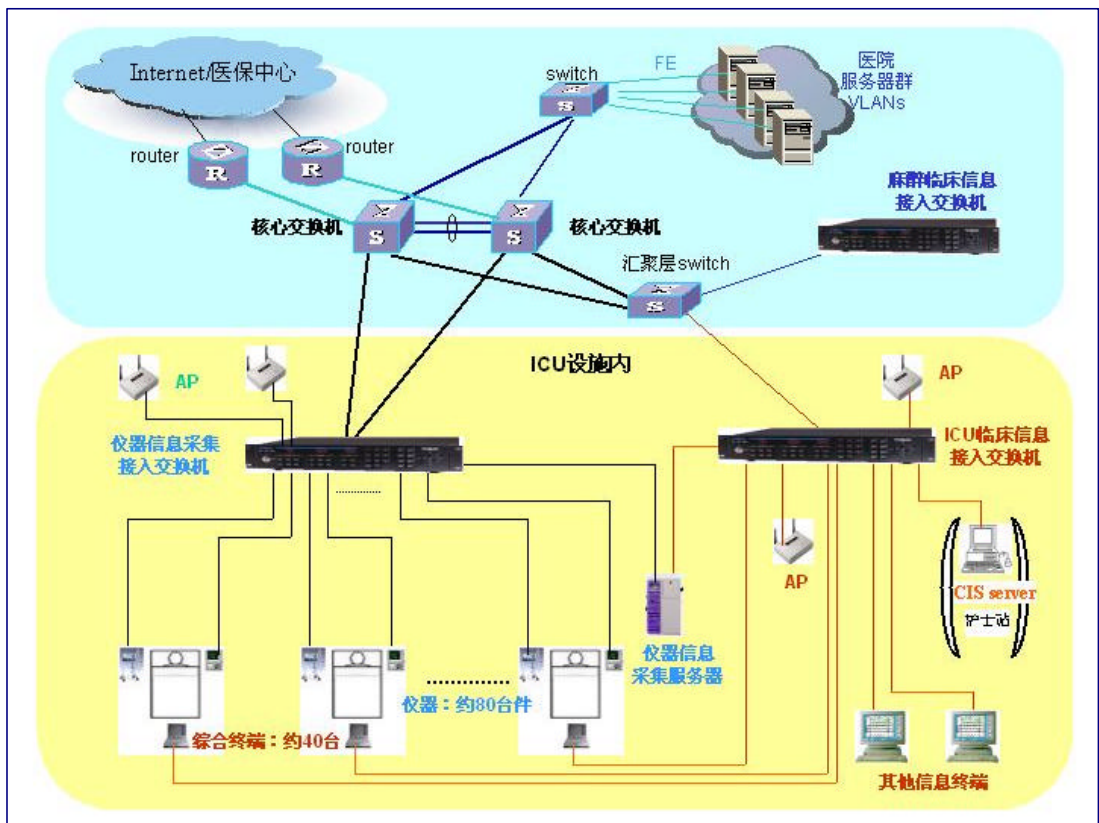 Internet/医保中心
switch
FE
医院
服务器群
VLANs
router
R
router
R
S
麻醉临床信息
接入交换机
核心交换机
S
S
核心交换机
汇聚层switch
S
ICU设施内
AP
AP
仪器信息采集
接入交换机
ICU临床信息
接入交换机
...............
AP
CIS server
护士站
仪器信息
采集服务器
...............
仪器：约80台件
综合终端：约40台
其他信息终端